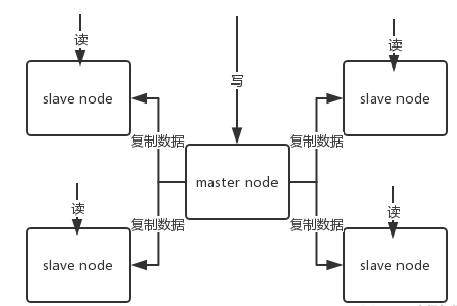 读
写
读
slave node
slave node
复制数据
复制数据
master node
读
复制数据
复制数据
读
slave node
slave node